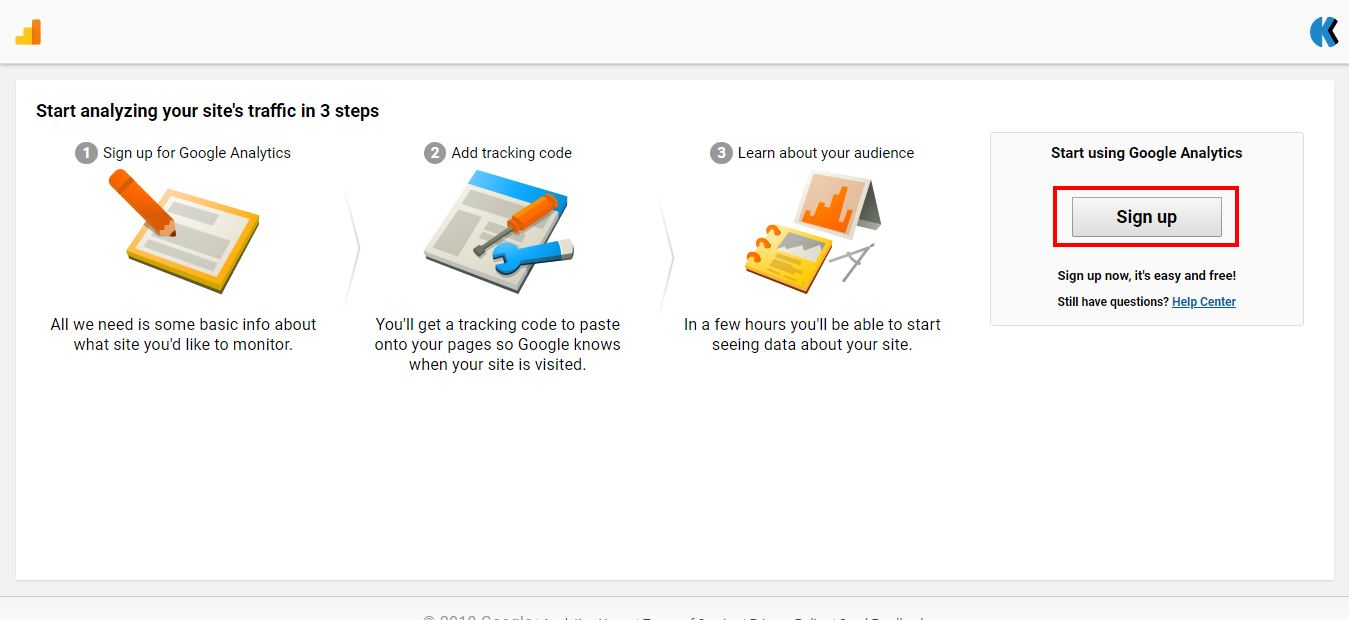 Start analyzing your site's traffic in 3 steps
1 Sign up for Google Analytics
All we need is some basic info about
what site you'd like to monitor.
2 Add tracking code
You'll get a tracking code to paste
onto your pages so Google knows
when your site is visited.
3 Learn about your audience
In a few hours you'll be able to start
seeing data about your site.
Start using Google Analytics
Sign up
Sign up now, it's easy and free!
Still have questions? Help Center
© 2018 Google